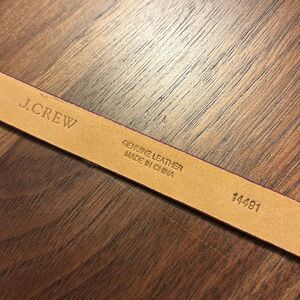 J.CREW
GENUINE LEATHER
MADE IN CHINA
14491